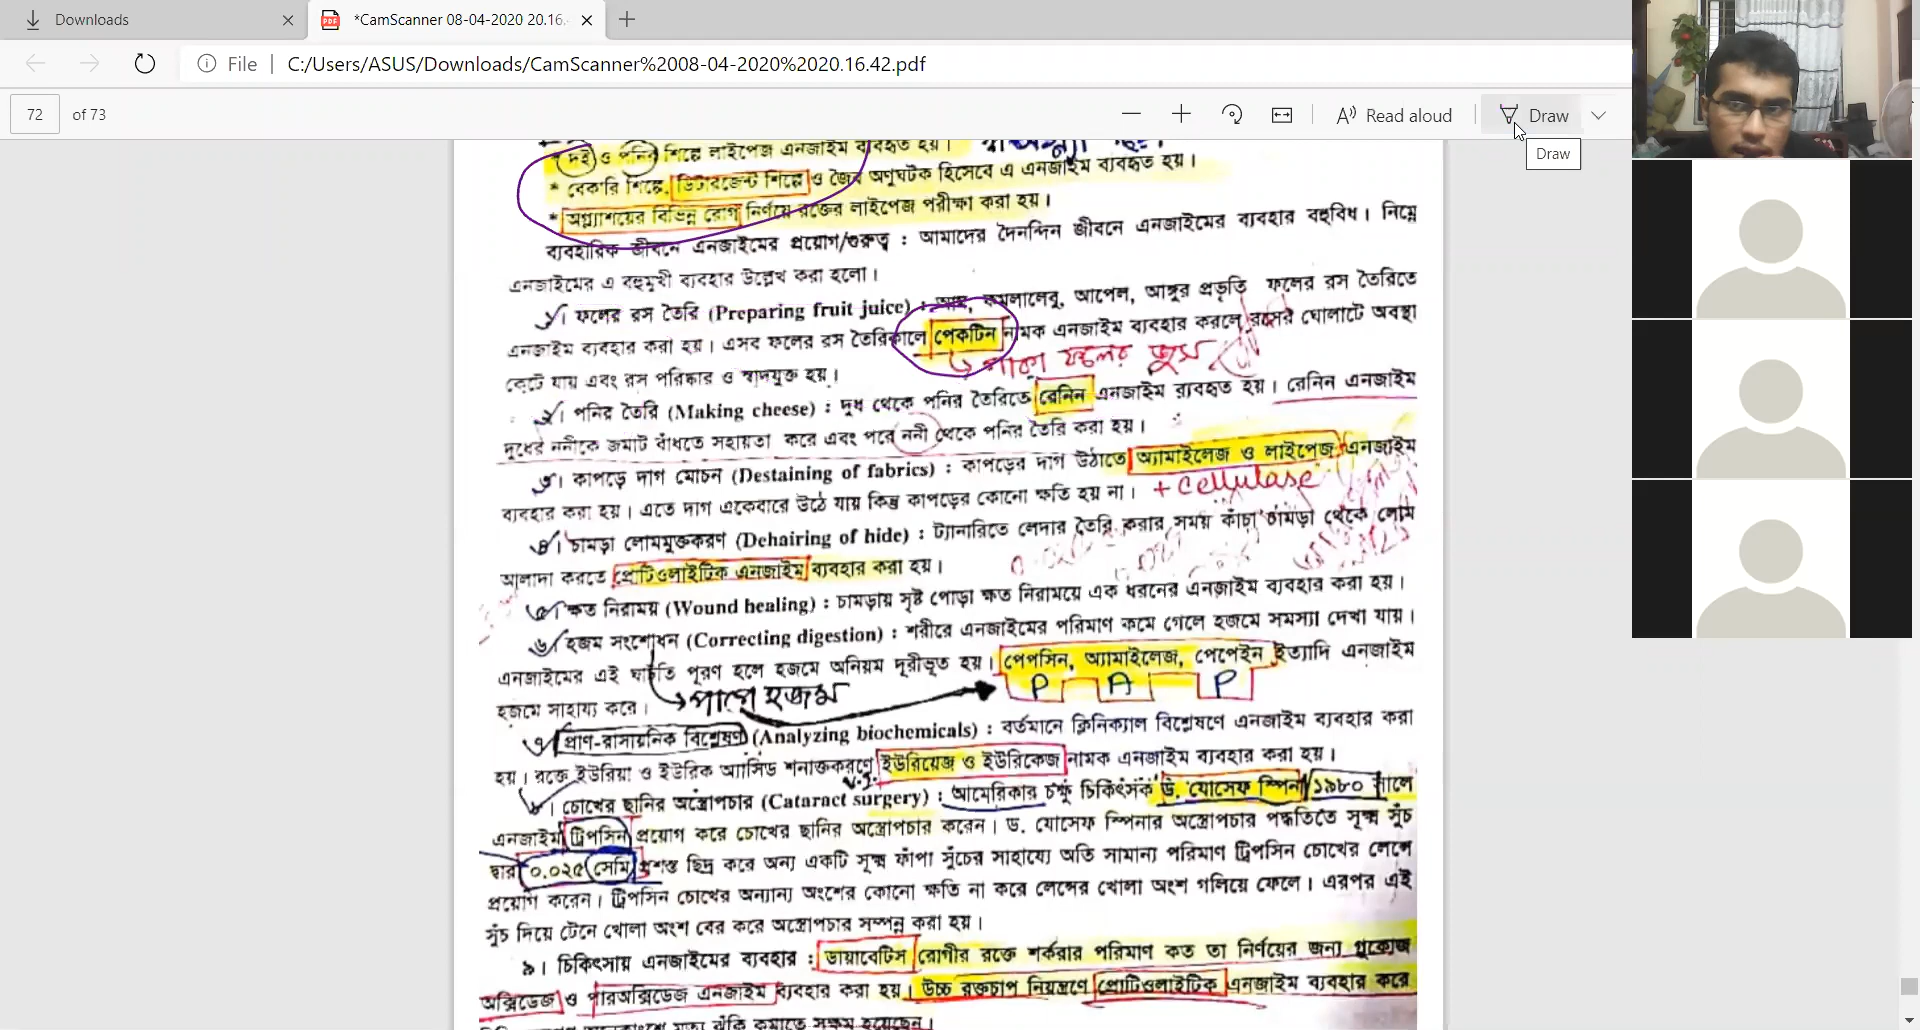 Downloads
*CamScanner 08-04-2020 20.16.
File
C:/Users/ASUS/Downloads/CamScanner%2008-04-2020%2020.16.42.pdf
72 of 73
Read aloud
Draw
Draw
* দই ও পনির শিল্পে লাইপেজ এনজাইম ব্যবহৃত হয়।
* বেকারি শিল্পে, ডিটারজেন্ট শিল্পে ও জৈব অণুঘটক হিসেবে এ এনজাইম ব্যবহৃত হয়।
* অগ্ন্যাশয়ের বিভিন্ন রোগ নির্ণয়ে রক্তের লাইপেজ পরীক্ষা করা হয়।
ব্যবহারিক জীবনে এনজাইমের প্রয়োগ/গুরুত্ব : আমাদের দৈনন্দিন জীবনে এনজাইমের ব্যবহার বহুবিধ। নিম্নে
এনজাইমের এ বহুমুখী ব্যবহার উল্লেখ করা হলো।
১। ফলের রস তৈরি (Preparing fruit juice) : আম, কমলালেবু, আপেল, আঙ্গুর প্রভৃতি ফলের রস তৈরিতে
এনজাইম ব্যবহার করা হয়। এসব ফলের রস তৈরিকালে পেকটিন নামক এনজাইম ব্যবহার করলে রসের ঘোলাটে অবস্থা
পাকা ফলের জুস
কেটে যায় এবং রস পরিষ্কার ও স্বাদযুক্ত হয়।
২। পনির তৈরি (Making cheese) : দুধ থেকে পনির তৈরিতে রেনিন এনজাইম ব্যবহৃত হয়। রেনিন এনজাইম
দুধের ননীকে জমাট বাঁধতে সহায়তা করে এবং পরে ননী থেকে পনির তৈরি করা হয়।
৩। কাপড়ে দাগ মোচন (Destaining of fabrics) : কাপড়ের দাগ উঠাতে অ্যামাইলেজ ও লাইপেজ এনজাইম
ব্যবহার করা হয়। এতে দাগ একেবারে উঠে যায় কিন্তু কাপড়ের কোনো ক্ষতি হয় না। + cellulase
৪। চামড়া লোমমুক্তকরণ (Dehairing of hide) : ট্যানারিতে লেদার তৈরি করার সময় কাঁচা চামড়া থেকে লোম
আলাদা করতে প্রোটিওলাইটিক এনজাইম ব্যবহার করা হয়।
৫। ক্ষত নিরাময় (Wound healing) : চামড়ায় সৃষ্ট পোড়া ক্ষত নিরাময়ে এক ধরনের এনজাইম ব্যবহার করা হয়।
৬। হজম সংশোধন (Correcting digestion) : শরীরে এনজাইমের পরিমাণ কমে গেলে হজমে সমস্যা দেখা যায়।
এনজাইমের এই ঘাটতি পূরণ হলে হজমে অনিয়ম দূরীভূত হয়। পেপসিন, অ্যামাইলেজ, পেপেইন ইত্যাদি এনজাইম
P A P
হজমে সাহায্য করে। পাপে হজম
৭। প্রাণ-রাসায়নিক বিশ্লেষণ (Analyzing biochemicals) : বর্তমানে ক্লিনিক্যাল বিশ্লেষণে এনজাইম ব্যবহার করা
হয়। রক্তে ইউরিয়া ও ইউরিক অ্যাসিড শনাক্তকরণে ইউরিয়েজ ও ইউরিকেজ নামক এনজাইম ব্যবহার করা হয়।
V.I.
৮। চোখের ছানির অস্ত্রোপচার (Cataract surgery) : আমেরিকার চক্ষু চিকিৎসক ড. যোসেফ স্পিনা ১৯৮০ সালে
এনজাইম ট্রিপসিন প্রয়োগ করে চোখের ছানির অস্ত্রোপচার করেন। ড. যোসেফ স্পিনার অস্ত্রোপচার পদ্ধতিতে সূক্ষ্ম সুঁচ
দ্বারা ০.০২৫ সেমি প্রশস্ত ছিদ্র করে অন্য একটি সূক্ষ্ম ফাঁপা সুঁচের সাহায্যে অতি সামান্য পরিমাণ ট্রিপসিন চোখের লেন্সে
প্রয়োগ করেন। ট্রিপসিন চোখের অন্যান্য অংশের কোনো ক্ষতি না করে লেন্সের ঘোলা অংশ গলিয়ে ফেলে। এরপর এই
সুঁচ দিয়ে টেনে ঘোলা অংশ বের করে অস্ত্রোপচার সম্পন্ন করা হয়।
৯। চিকিৎসায় এনজাইমের ব্যবহার : ডায়াবেটিস রোগীর রক্তে শর্করার পরিমাণ কত তা নির্ণয়ের জন্য গ্লুকোজ
অক্সিডেজ ও পারঅক্সিডেজ এনজাইম ব্যবহার করা হয়। উচ্চ রক্তচাপ নিয়ন্ত্রণে প্রোটিওলাইটিক এনজাইম ব্যবহার করে
ঝুঁকি কমাতে সক্ষম হয়েছেন।